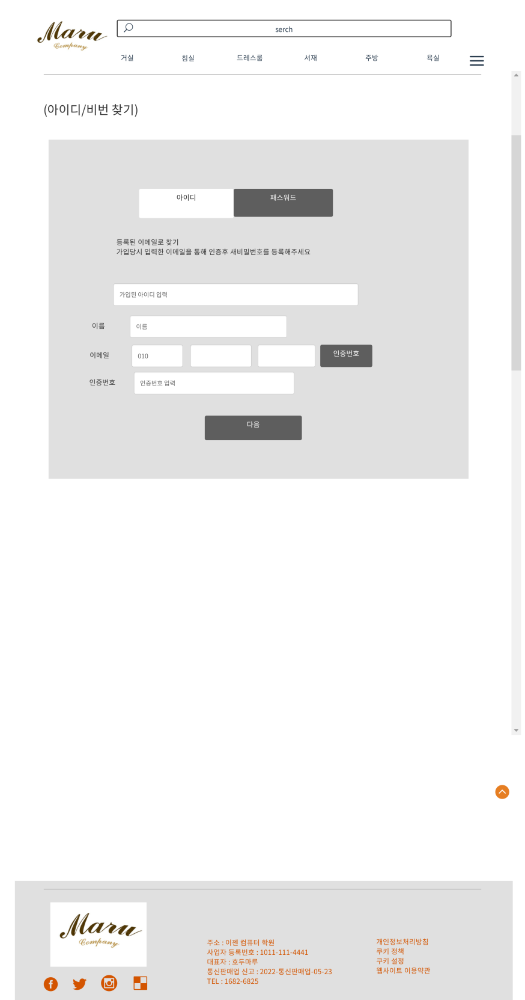 Maru
Company
serch
거실
침실
드레스룸
서재
주방
욕실
(아이디/비번 찾기)
아이디
패스워드
등록된 이메일로 찾기
가입당시 입력한 이메일을 통해 인증후 새비밀번호를 등록해주세요
가입된 아이디 입력
이름
이름
이메일
010
인증번호
인증번호
인증번호 입력
다음
Maru
Company
주소 : 이젠 컴퓨터 학원
사업자 등록번호 : 1011-111-4441
대표자 : 호두마루
통신판매업 신고 : 2022-통신판매업-05-23
TEL : 1682-6825
개인정보처리방침
쿠키 정책
쿠키 설정
웹사이트 이용약관